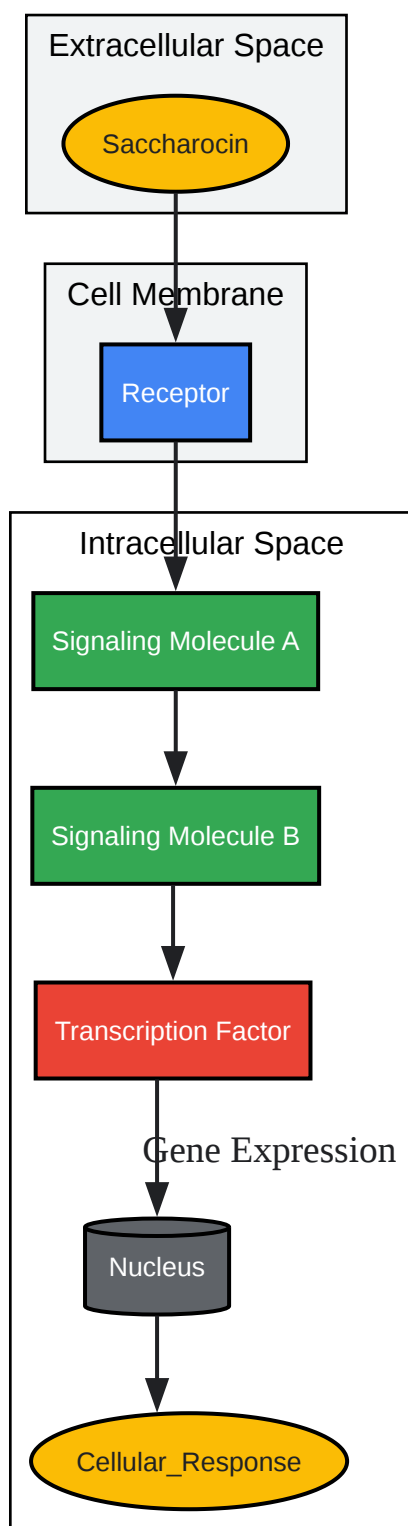 Extracellular Space
Saccharocin
Cell Membrane
Receptor
Intracellular Space
Signaling Molecule A
Signaling Molecule B
Transcription Factor
Gene Expression
Nucleus
Cellular_Response